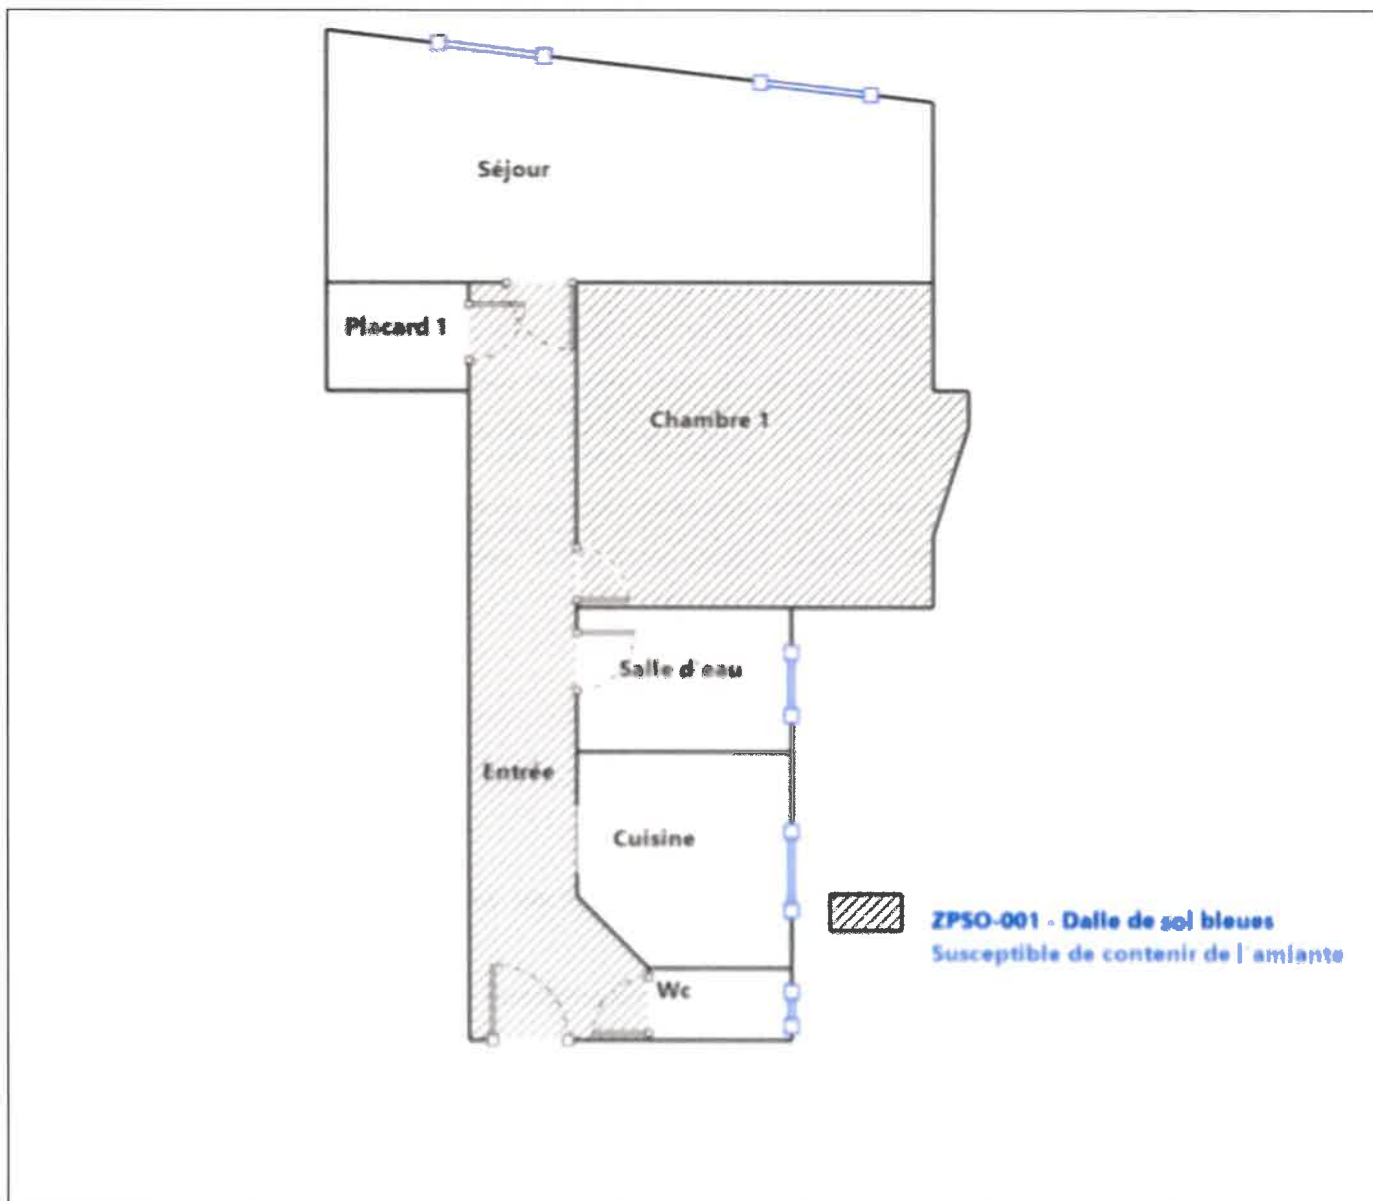 Séjour
Placard 1
Chambre 1
Salle d'eau
Entrée
Cuisine
ZPSO-001 - Dalle de sol bleues
Susceptible de contenir de l'amiante
Wc